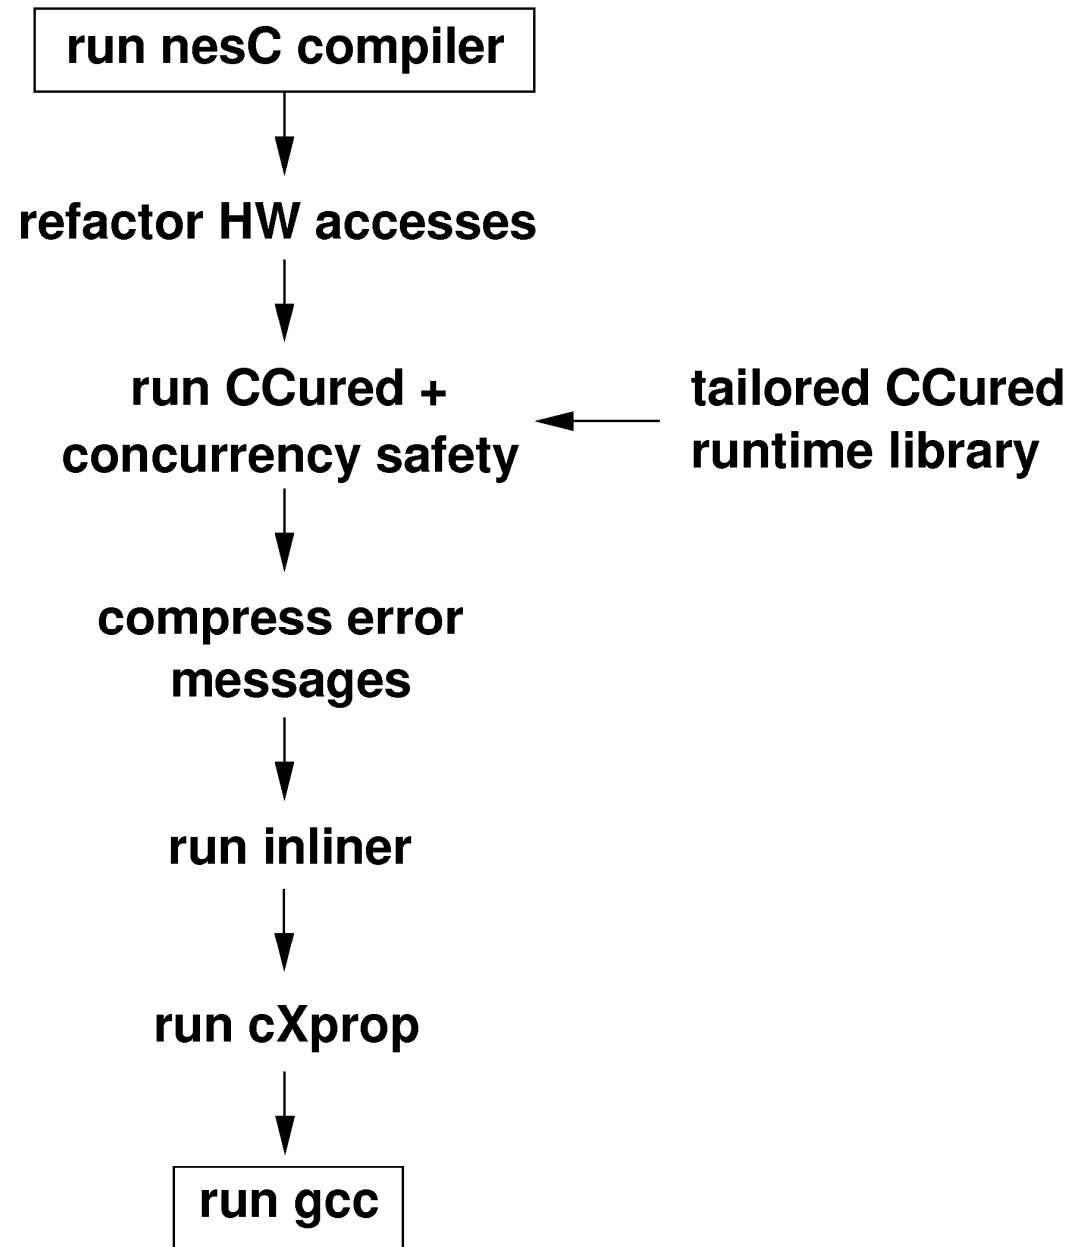 run nesC compiler
refactor HW accesses
run CCured +
concurrency safety
tailored CCured
runtime library
compress error
messages
run inliner
run cXprop
run gcc